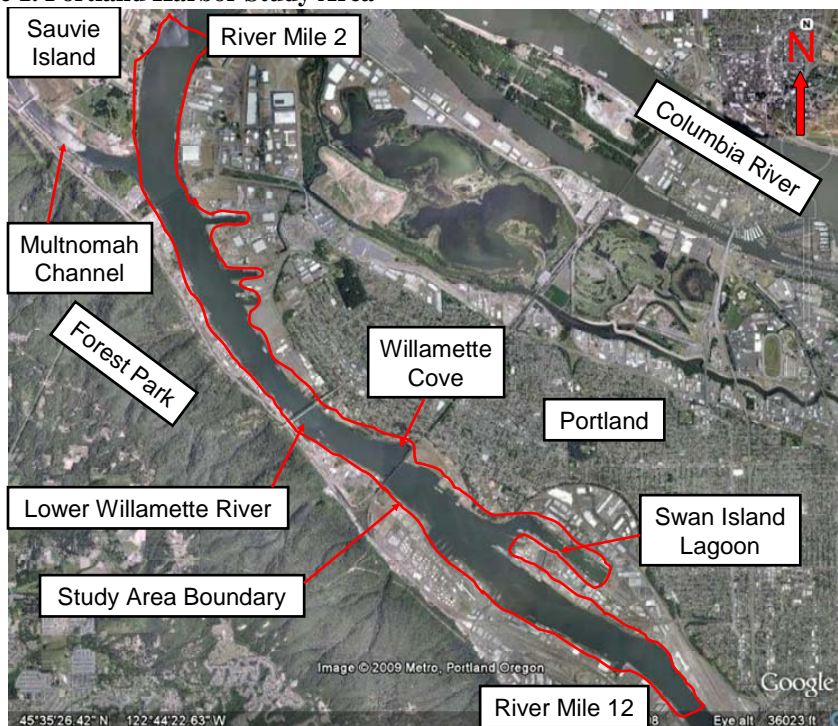 Portland Harbor Study Area
Sauvie
Island
River Mile 2
N
N
Columbia River
Multnomah
Channel
Forest Park
Willamette
Cove
Portland
Lower Willamette River
Swan Island
Lagoon
Study Area Boundary
Image © 2009 Metro, Portland Oregon
Google
River Mile 12
45°35'26.42" N 122°44'22.63" W
Eye alt 36023 ft